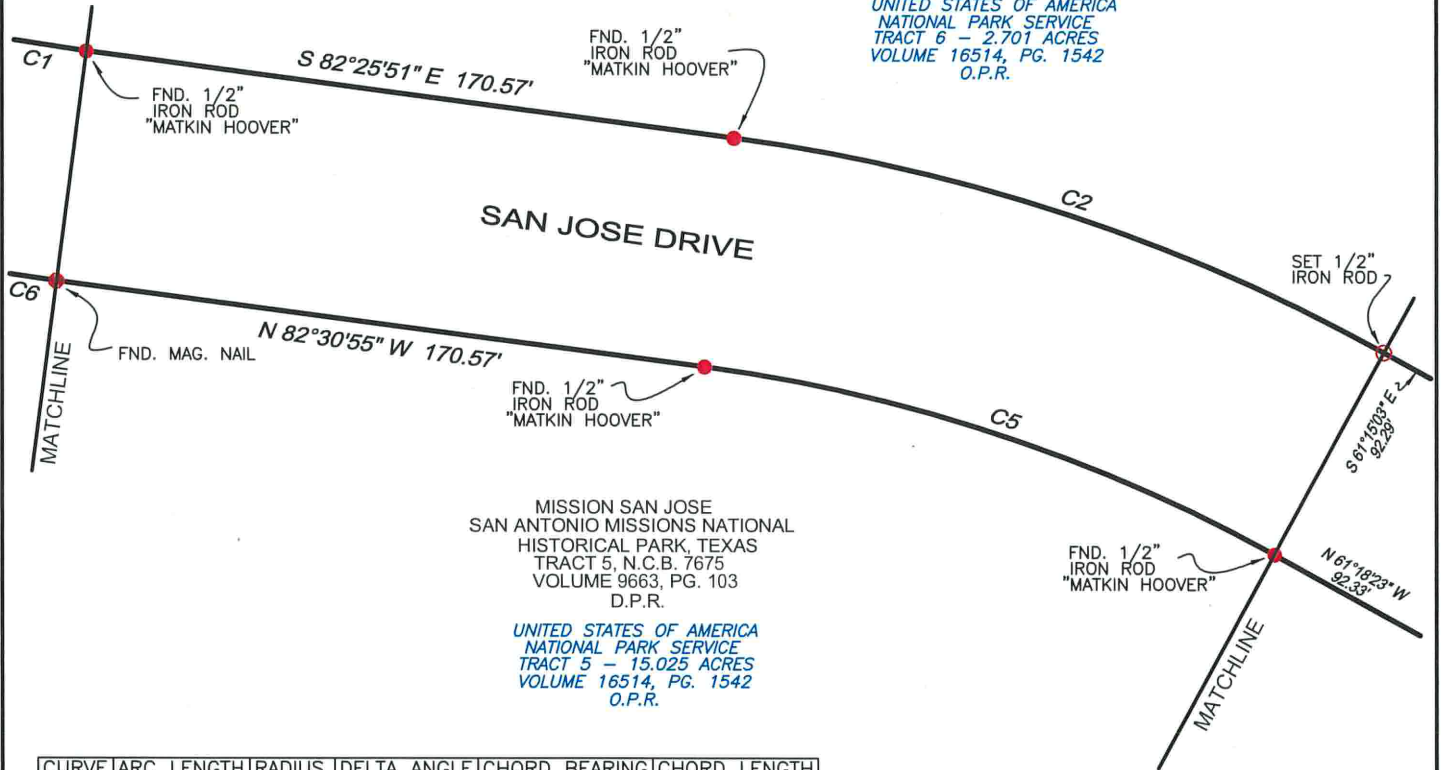 UNITED STATES OF AMERICA
NATIONAL PARK SERVICE
TRACT 6 – 2.701 ACRES
VOLUME 16514, PG. 1542
O.P.R.
FND. 1/2"
IRON ROD
"MATKIN HOOVER"
C1
S 82°25'51" E 170.57'
FND. 1/2"
IRON ROD
"MATKIN HOOVER"
C2
SAN JOSE DRIVE
SET 1/2"
IRON ROD
C6
N 82°30'55" W 170.57'
FND. MAG. NAIL
MATCHLINE
FND. 1/2"
IRON ROD
"MATKIN HOOVER"
C5
S 61°15'03" E
92.29'
MISSION SAN JOSE
SAN ANTONIO MISSIONS NATIONAL
HISTORICAL PARK, TEXAS
TRACT 5, N.C.B. 7675
VOLUME 9663, PG. 103
D.P.R.
FND. 1/2"
IRON ROD
"MATKIN HOOVER"
N 61°18'23" W
92.33'
UNITED STATES OF AMERICA
NATIONAL PARK SERVICE
TRACT 5 – 15.025 ACRES
VOLUME 16514, PG. 1542
O.P.R.
MATCHLINE
CURVE ARC LENGTH RADIUS DELTA ANGLE CHORD BEARING CHORD LENGTH